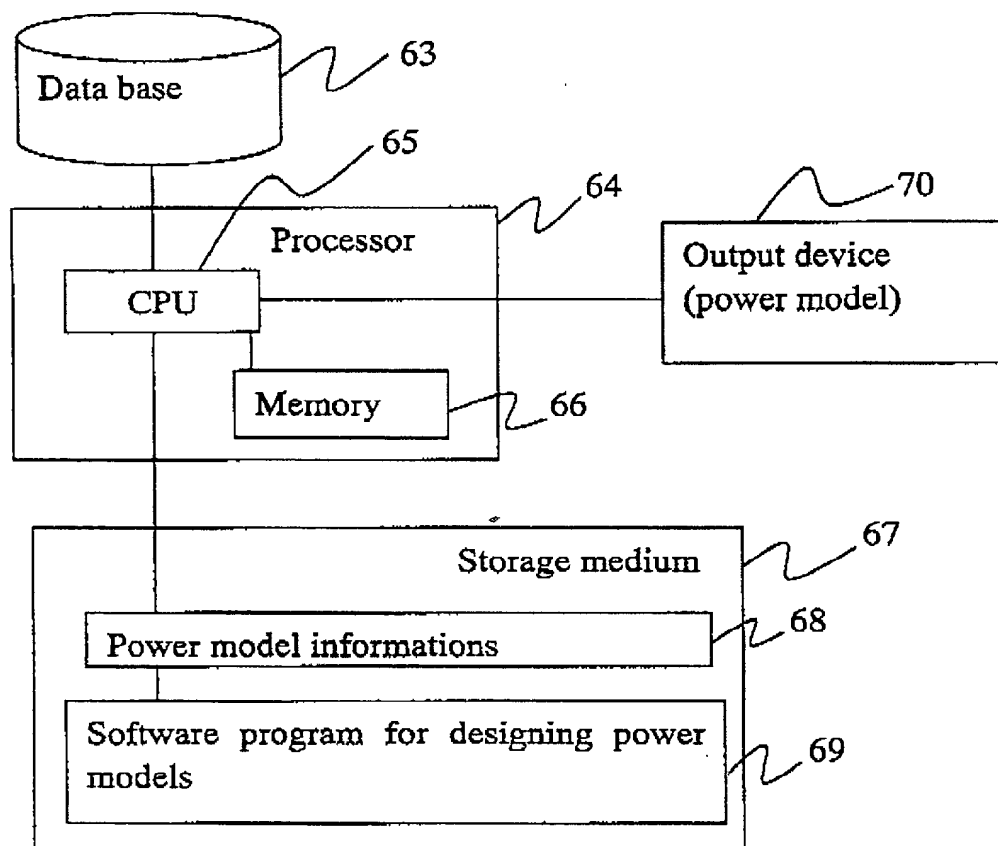 63
Data base
65
64
70
Processor
Output device
(power model)
CPU
Memory
66
67
Storage medium
68
Power model informations
Software program for designing power
models
69